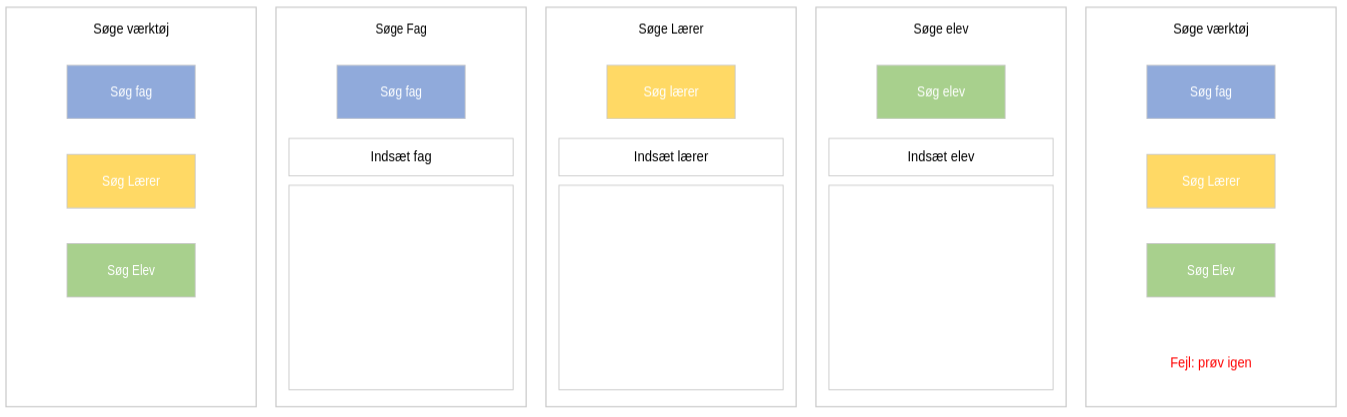 Søge værktøj
Søg fag
Søg Lærer
Søg Elev
Søge Fag
Søg fag
Indsæt fag
Søge Lærer
Søg lærer
Indsæt lærer
Søge elev
Søg elev
Indsæt elev
Søge værktøj
Søg fag
Søg Lærer
Søg Elev
Fejl: prøv igen